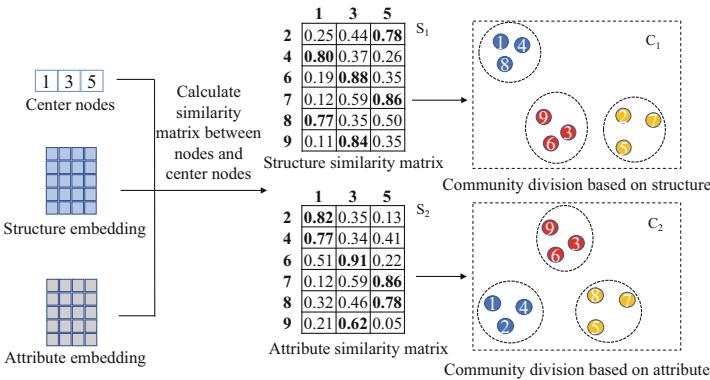 1 3 5
Center nodes
Structure embedding
Attribute embedding
Calculate
similarity
matrix between
nodes and
center nodes
1 3 5
2 0.25 0.44 0.78
4 0.80 0.37 0.26
6 0.19 0.88 0.35
7 0.12 0.59 0.86
8 0.77 0.35 0.50
9 0.11 0.84 0.35
S1
Structure similarity matrix
1 3 5
2 0.82 0.35 0.13
4 0.77 0.34 0.41
6 0.51 0.91 0.22
7 0.12 0.59 0.86
8 0.32 0.46 0.78
9 0.21 0.62 0.05
S2
Attribute similarity matrix
C1
1 4
8
9
3
6
2 7
5
Community division based on structure
C2
9
3
6
1 4
2
8 7
5
Community division based on attribute